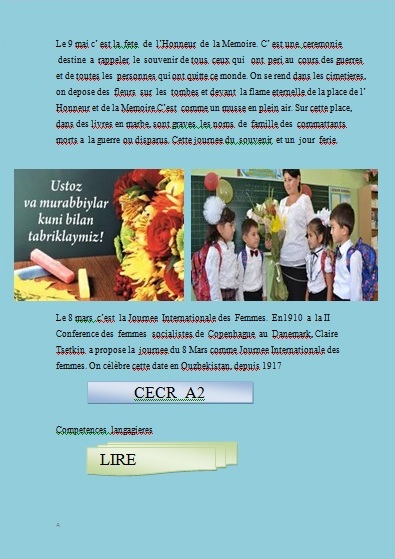 Le 9 mai c' est la fete de l'Honneur de la Memoire. C' est une ceremonie
destine a rappeler le souvenir de tous ceux qui ont peri au cours des guerres
et de toutes les personnes qui ont quitte ce monde. On se rend dans les cimetieres,
on depose des fleurs sur les tombes et devant la flame eternelle de la place de l'
Honneur et de la Memoire.C'est comme un musse en plein air. Sur cette place,
dans des livres en marbe, sont graves les noms de famille des commattants
morts a la guerre ou disparus. Cette journee du souvenir et un jour ferie.
Ustoz
va murabbiylar
kuni bilan
tabriklaymiz!
Le 8 mars c'est la Journee Internationale des Femmes. En1910 a la II
Conference des femmes socialistes de Copenhague au Danemark, Claire
Tsetkin a propose la journee du 8 Mars comme Journee Internationale des
femmes. On célèbre cette date en Ouzbekistan depuis 1917
CECR A2
Competences langagieres
LIRE